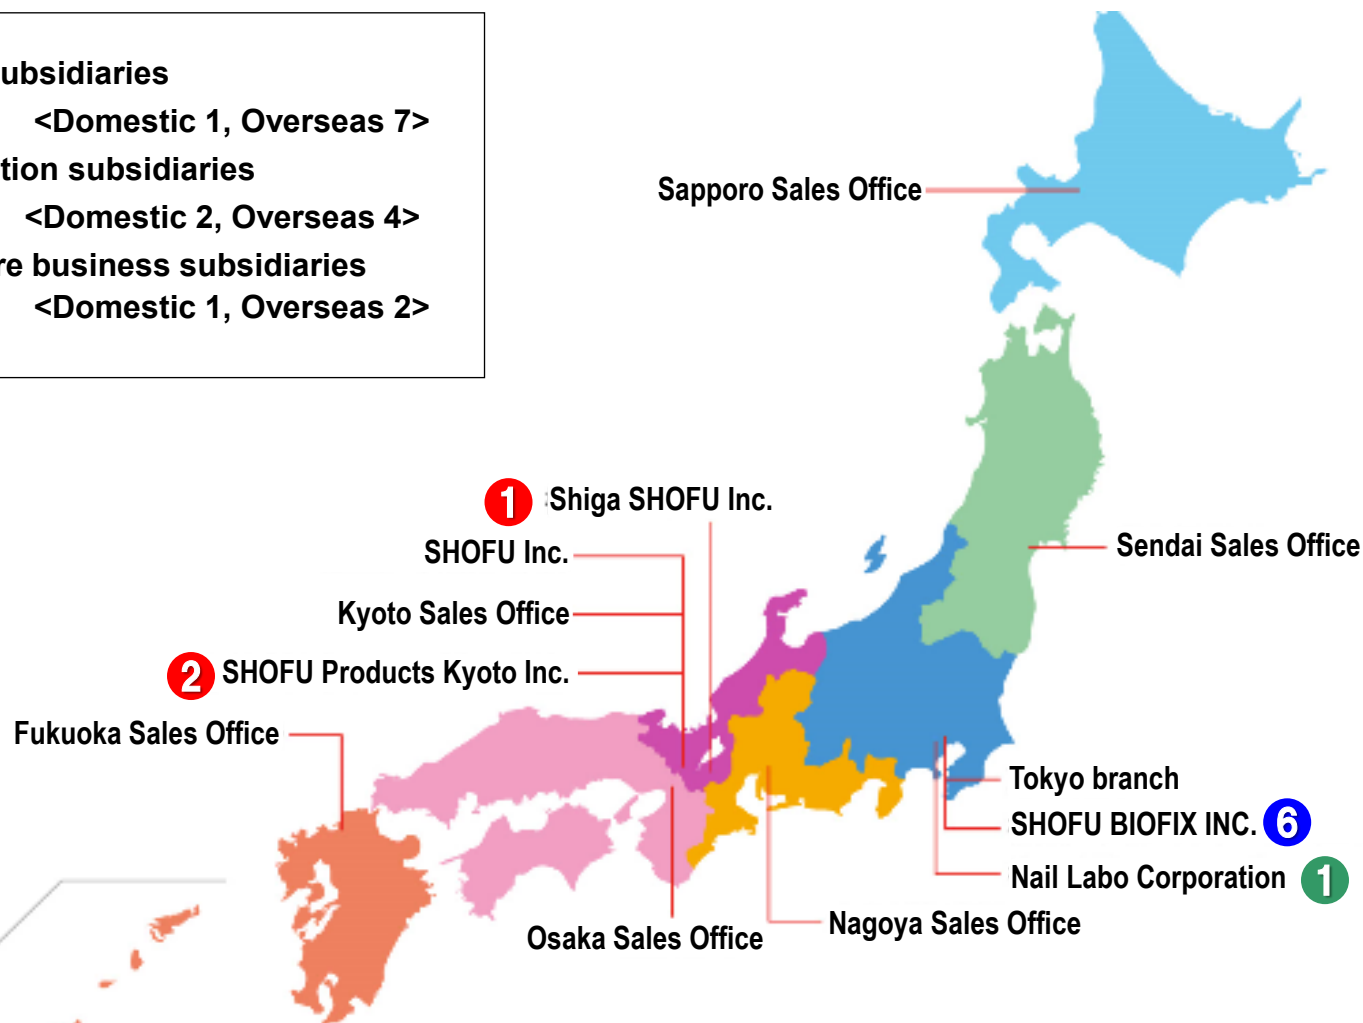 ubsidiaries
<Domestic 1, Overseas 7>
tion subsidiaries
<Domestic 2, Overseas 4>
re business subsidiaries
<Domestic 1, Overseas 2>
Sapporo Sales Office
1 Shiga SHOFU Inc.
SHOFU Inc.
Sendai Sales Office
Kyoto Sales Office
2 SHOFU Products Kyoto Inc.
Fukuoka Sales Office
Tokyo branch
SHOFU BIOFIX INC. 6
Nail Labo Corporation 1
Nagoya Sales Office
Osaka Sales Office